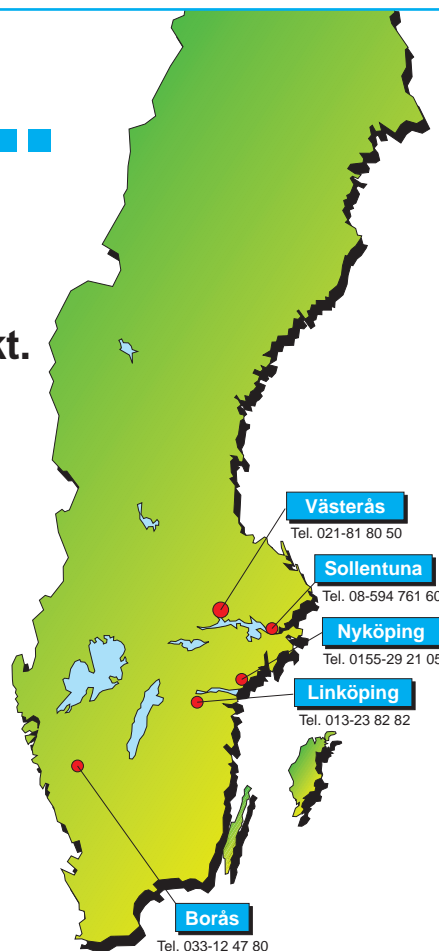 kt.
Västerås
Tel. 021-81 80 50
Sollentuna
Tel. 08-594 761 60
Nyköping
Tel. 0155-29 21 05
Linköping
Tel. 013-23 82 82
Borås
Tel. 033-12 47 80